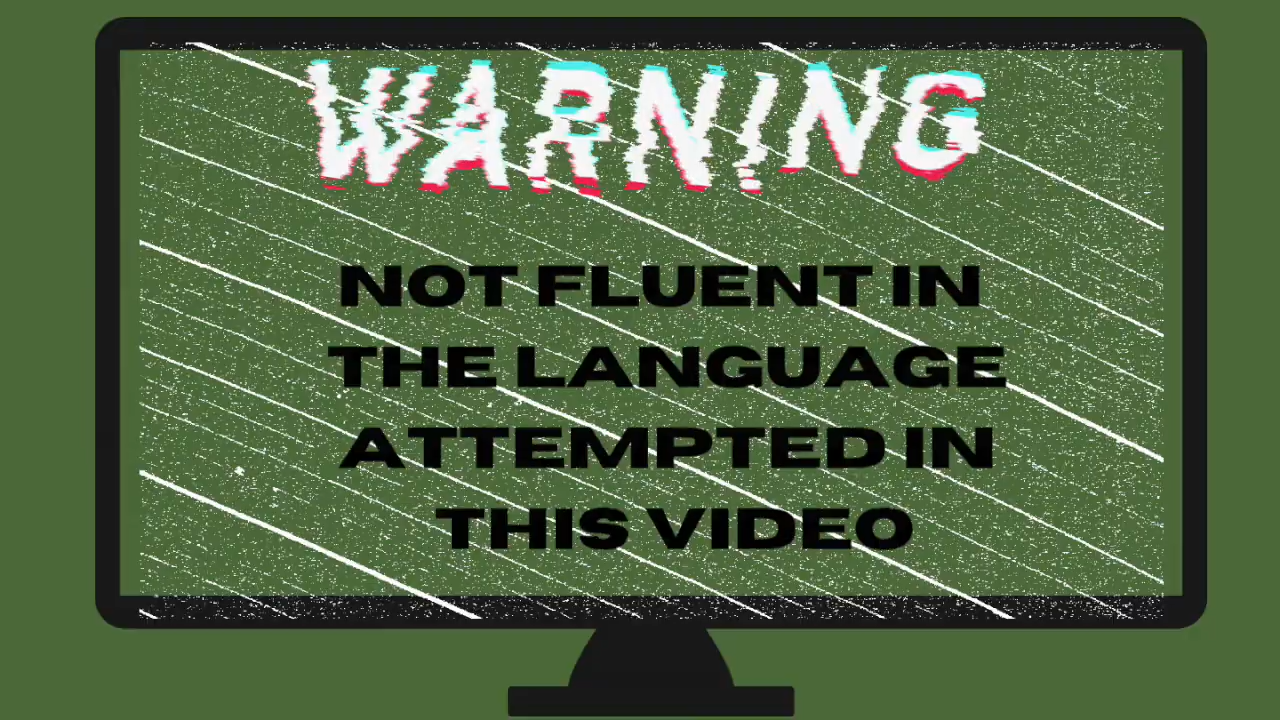 WARNING
NOT FLUENT IN
THE LANGUAGE
ATTEMPTED IN
THIS VIDEO